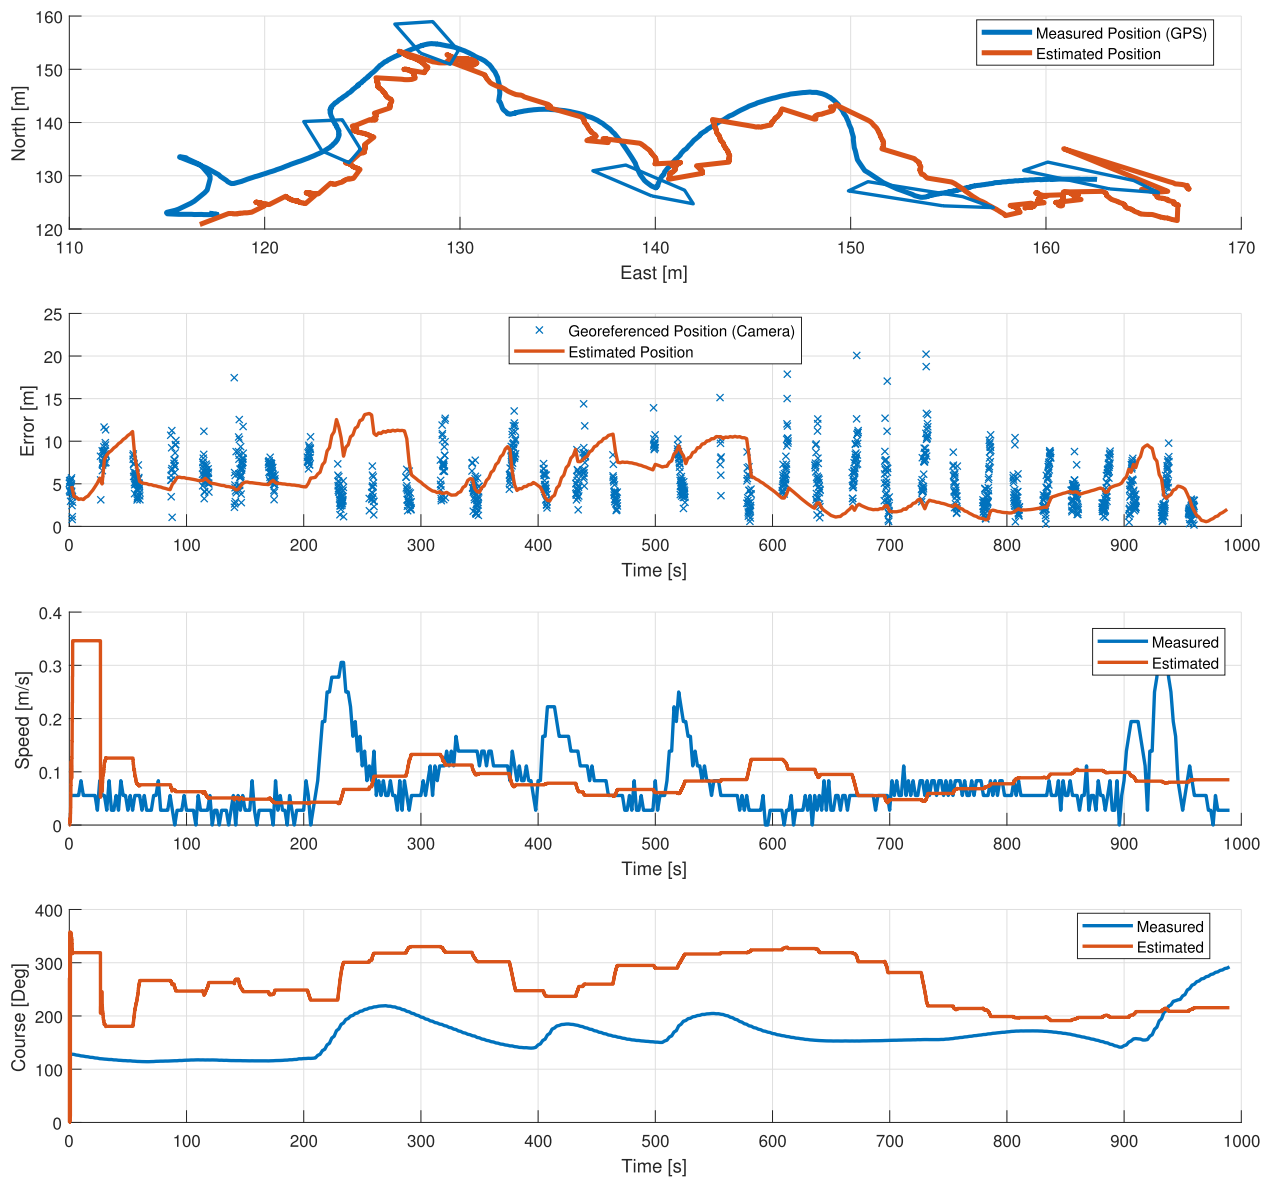 160
150
140
130
120
North [m]
Measured Position (GPS)
Estimated Position
110 120 130 140 150 160 170
East [m]
25
20
15
10
5
0
Error [m]
Georeferenced Position (Camera)
Estimated Position
0 100 200 300 400 500 600 700 800 900 1000
Time [s]
0.4
0.3
0.2
0.1
0
Speed [m/s]
Measured
Estimated
0 100 200 300 400 500 600 700 800 900 1000
Time [s]
400
300
200
100
0
Course [Deg]
Measured
Estimated
0 100 200 300 400 500 600 700 800 900 1000
Time [s]